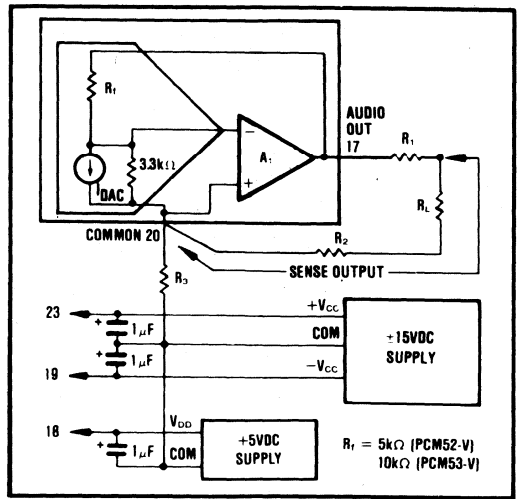 Rf
3.3kΩ
IDAC
−
A1
+
AUDIO
OUT
17
R1
RL
R2
COMMON 20
SENSE OUTPUT
R3
23
+
1μF
+VCC
COM
±15VDC
SUPPLY
+
1μF
19
−VCC
18
+
1μF
VDD
COM
+5VDC
SUPPLY
Rf = 5kΩ (PCM52-V)
10kΩ (PCM53-V)